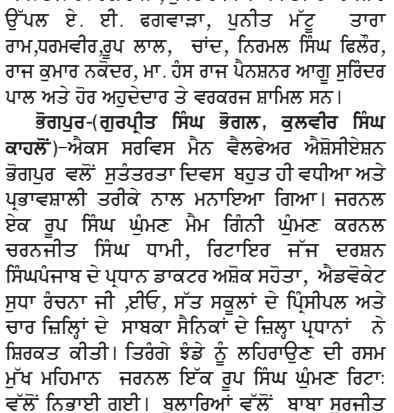 ਉੱਪਲ ਏ. ਈ. ਫਗਵਾੜਾ, ਪੁਨੀਤ ਮੱਟੂ ਤਾਰਾ
ਰਾਮ,ਧਰਮਵੀਰ,ਰੂਪ ਲਾਲ, ਚਾਂਦ, ਨਿਰਮਲ ਸਿੰਘ ਫਿਲੌਰ,
ਰਾਜ ਕੁਮਾਰ ਨਕੋਦਰ, ਮਾ. ਹੰਸ ਰਾਜ ਪੈਨਸ਼ਨਰ ਆਗੂ ਸੁਰਿੰਦਰ
ਪਾਲ ਅਤੇ ਹੋਰ ਅਹੁਦੇਦਾਰ ਤੇ ਵਰਕਰਜ ਸ਼ਾਮਿਲ ਸਨ।
ਭੋਗਪੁਰ-(ਗੁਰਪ੍ਰੀਤ ਸਿੰਘ ਭੋਗਲ, ਕੁਲਵੀਰ ਸਿੰਘ
ਕਾਹਲੋਂ)-ਐਕਸ ਸਰਵਿਸ ਮੈਨ ਵੈਲਫੇਅਰ ਐਸ਼ੋਸੀਏਸ਼ਨ
ਭੋਗਪੁਰ ਵਲੋਂ ਸੁਤੰਤਰਤਾ ਦਿਵਸ ਬਹੁਤ ਹੀ ਵਧੀਆ ਅਤੇ
ਪ੍ਰਭਾਵਸ਼ਾਲੀ ਤਰੀਕੇ ਨਾਲ ਮਨਾਇਆ ਗਿਆ। ਜਰਨਲ
ਏਕ ਰੂਪ ਸਿੰਘ ਘੁੰਮਣ ਮੈਮ ਗਿੰਨੀ ਘੁੰਮਣ ਕਰਨਲ
ਚਰਨਜੀਤ ਸਿੰਘ ਧਾਮੀ, ਰਿਟਾਇਰ ਜੱਜ ਦਰਸ਼ਨ
ਸਿੰਘਪੰਜਾਬ ਦੇ ਪ੍ਰਧਾਨ ਡਾਕਟਰ ਅਸ਼ੋਕ ਸਹੋਤਾ, ਐਡਵੋਕੇਟ
ਸੁਧਾ ਰੰਚਨਾ ਜੀ ,ਈਓ, ਸੱਤ ਸਕੂਲਾਂ ਦੇ ਪ੍ਰਿੰਸੀਪਲ ਅਤੇ
ਚਾਰ ਜ਼ਿਲ੍ਹਿਾਂ ਦੇ ਸਾਬਕਾ ਸੈਨਿਕਾਂ ਦੇ ਜ਼ਿਲ੍ਹਾ ਪ੍ਰਧਾਨਾਂ ਨੇ
ਸ਼ਿਰਕਤ ਕੀਤੀ। ਤਿਰੰਗੇ ਝੰਡੇ ਨੂੰ ਲਹਿਰਾਉਣ ਦੀ ਰਸਮ
ਮੁੱਖ ਮਹਿਮਾਨ ਜਰਨਲ ਇੱਕ ਰੂਪ ਸਿੰਘ ਘੁੰਮਣ ਰਿਟਾਃ
ਵੱਲੋਂ ਨਿਭਾਈ ਗਈ। ਬੁਲਾਰਿਆਂ ਵੱਲੋਂ ਬਾਬਾ ਸੁਰਜੀਤ